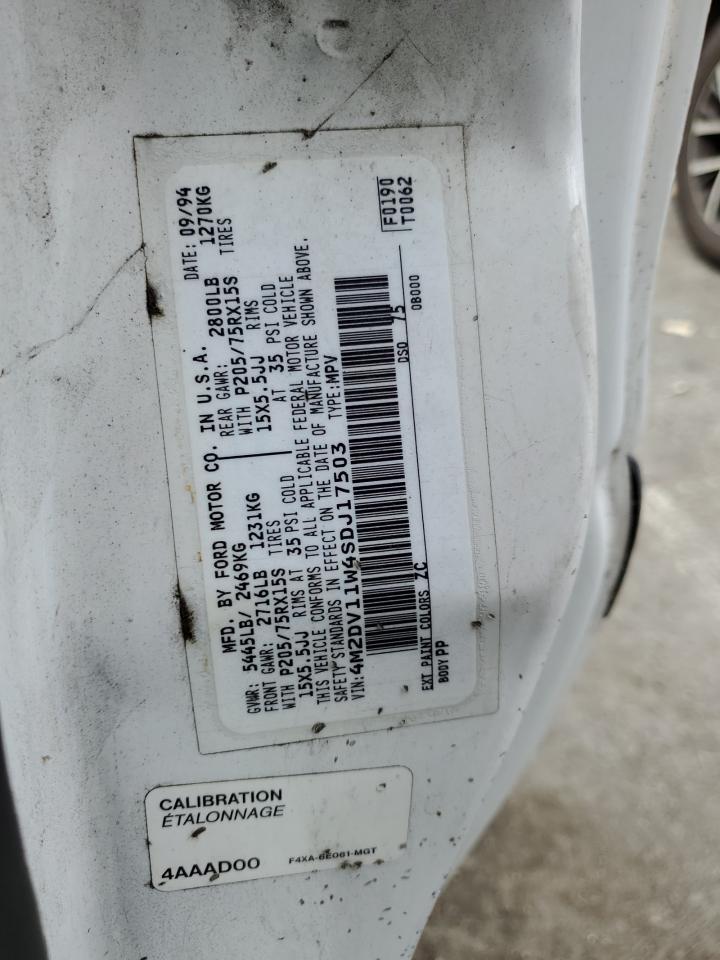 MFD. BY FORD MOTOR CO. IN U.S.A.
DATE: 09/94
GVWR: 5445LB/ 2469KG
FRONT GAWR: 2716LB 1231KG
WITH P205/75RX15S TIRES
15X5.5JJ RIMS AT 35 PSI COLD
REAR GAWR: 2800LB 1270KG
WITH P205/75RX15S TIRES
15X5.5JJ RIMS
AT 35 PSI COLD
THIS VEHICLE CONFORMS TO ALL APPLICABLE FEDERAL MOTOR VEHICLE
SAFETY STANDARDS IN EFFECT ON THE DATE OF MANUFACTURE SHOWN ABOVE.
VIN: 4M2DV11W4SDJ17503 TYPE: MPV
F0190
T0062
EXT PAINT COLORS ZC DSO 75
BODY PP 0B000
CALIBRATION
ÉTALONNAGE
4AAAD00 F4XA-6E061-MGT